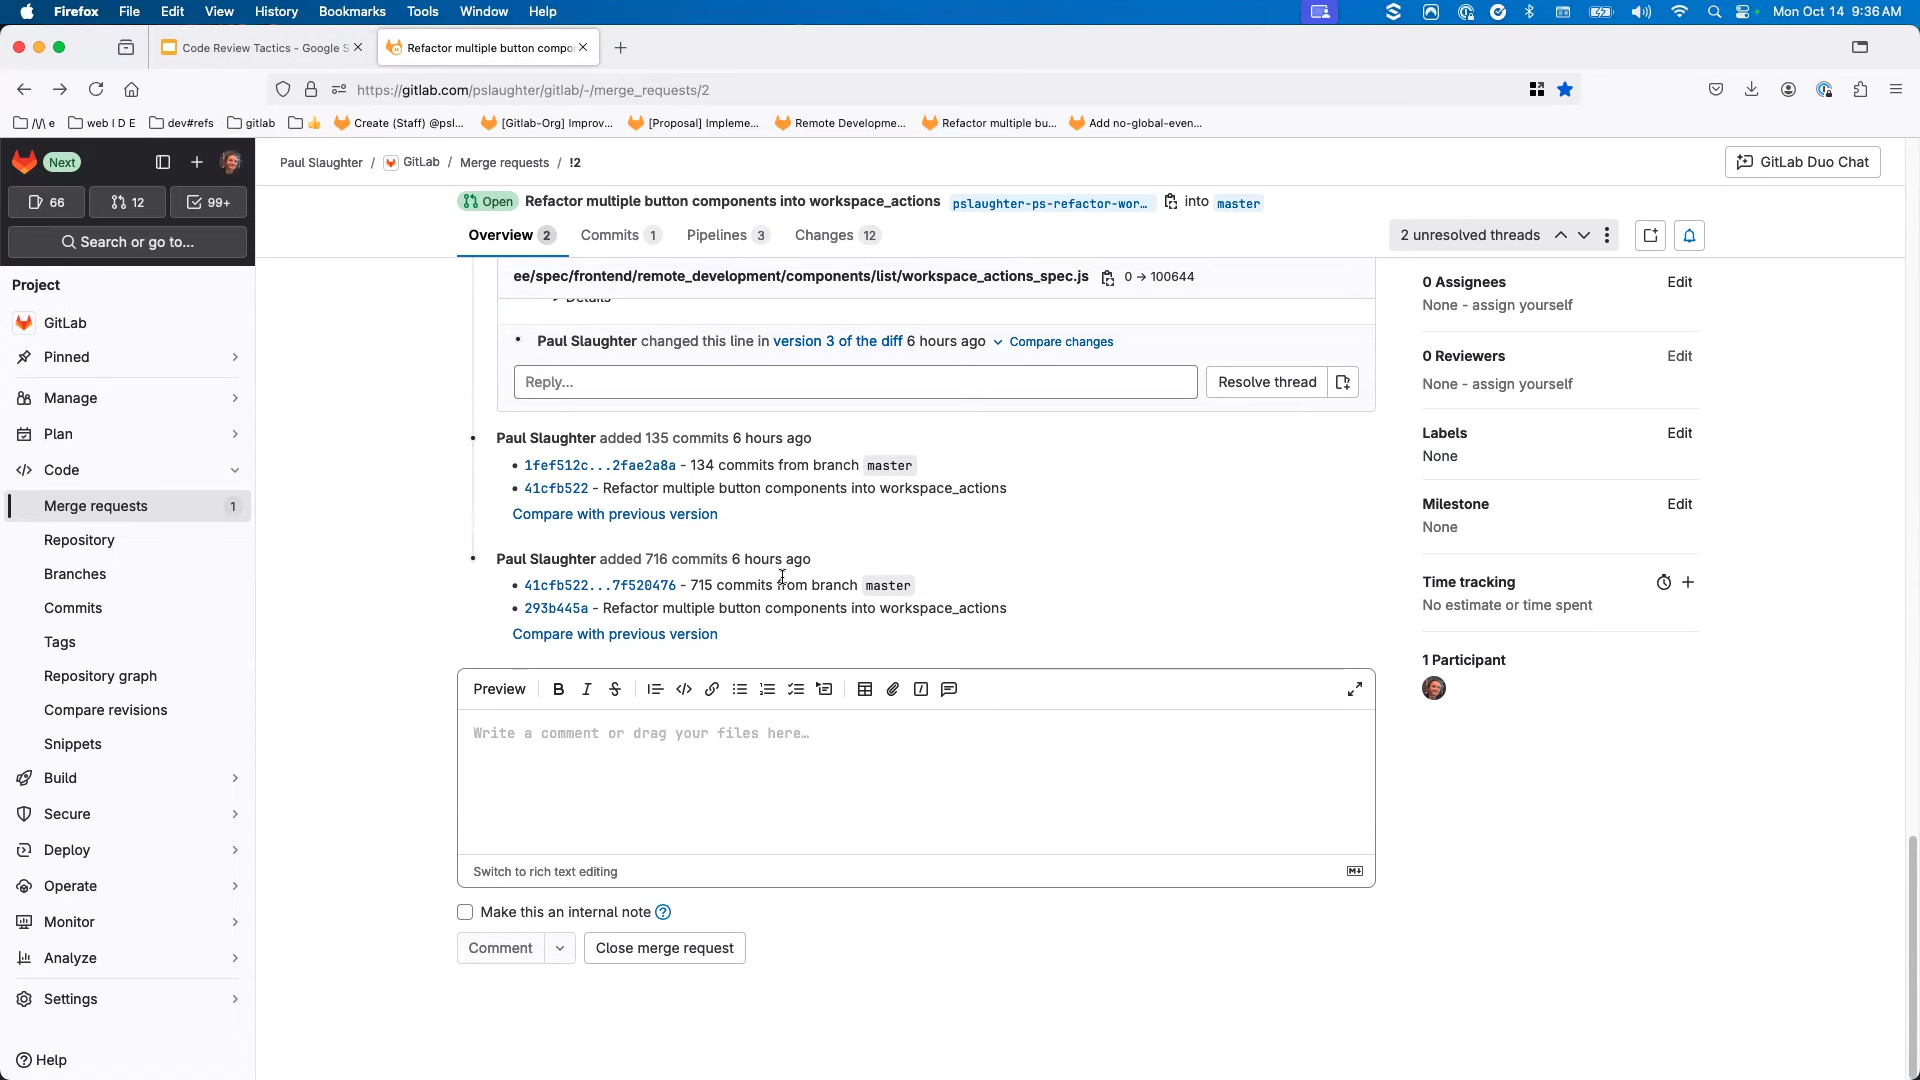 Firefox File Edit View History Bookmarks Tools Window Help
Mon Oct 14 9:36 AM
Code Review Tactics - Google S
Refactor multiple button compo
https://gitlab.com/pslaughter/gitlab/-/merge_requests/2
/\/\ e
web I D E
dev#refs
gitlab
👍
Create (Staff) @psl...
[Gitlab-Org] Improv...
[Proposal] Impleme...
Remote Developme...
Refactor multiple bu...
Add no-global-even...
Next
66
12
99+
Search or go to...
Project
GitLab
Pinned
Manage
Plan
Code
Merge requests 1
Repository
Branches
Commits
Tags
Repository graph
Compare revisions
Snippets
Build
Secure
Deploy
Operate
Monitor
Analyze
Settings
Help
Paul Slaughter / GitLab / Merge requests / !2
GitLab Duo Chat
Open Refactor multiple button components into workspace_actions pslaughter-ps-refactor-wor… into master
Overview 2 Commits 1 Pipelines 3 Changes 12
2 unresolved threads
ee/spec/frontend/remote_development/components/list/workspace_actions_spec.js 0 → 100644
Details
Paul Slaughter changed this line in version 3 of the diff 6 hours ago Compare changes
Reply…
Resolve thread
Paul Slaughter added 135 commits 6 hours ago
1fef512c...2fae2a8a - 134 commits from branch master
41cfb522 - Refactor multiple button components into workspace_actions
Compare with previous version
Paul Slaughter added 716 commits 6 hours ago
41cfb522...7f520476 - 715 commits from branch master
293b445a - Refactor multiple button components into workspace_actions
Compare with previous version
Preview B I S
Write a comment or drag your files here…
Switch to rich text editing
Make this an internal note
Comment
Close merge request
0 Assignees Edit
None - assign yourself
0 Reviewers Edit
None - assign yourself
Labels Edit
None
Milestone Edit
None
Time tracking
No estimate or time spent
1 Participant